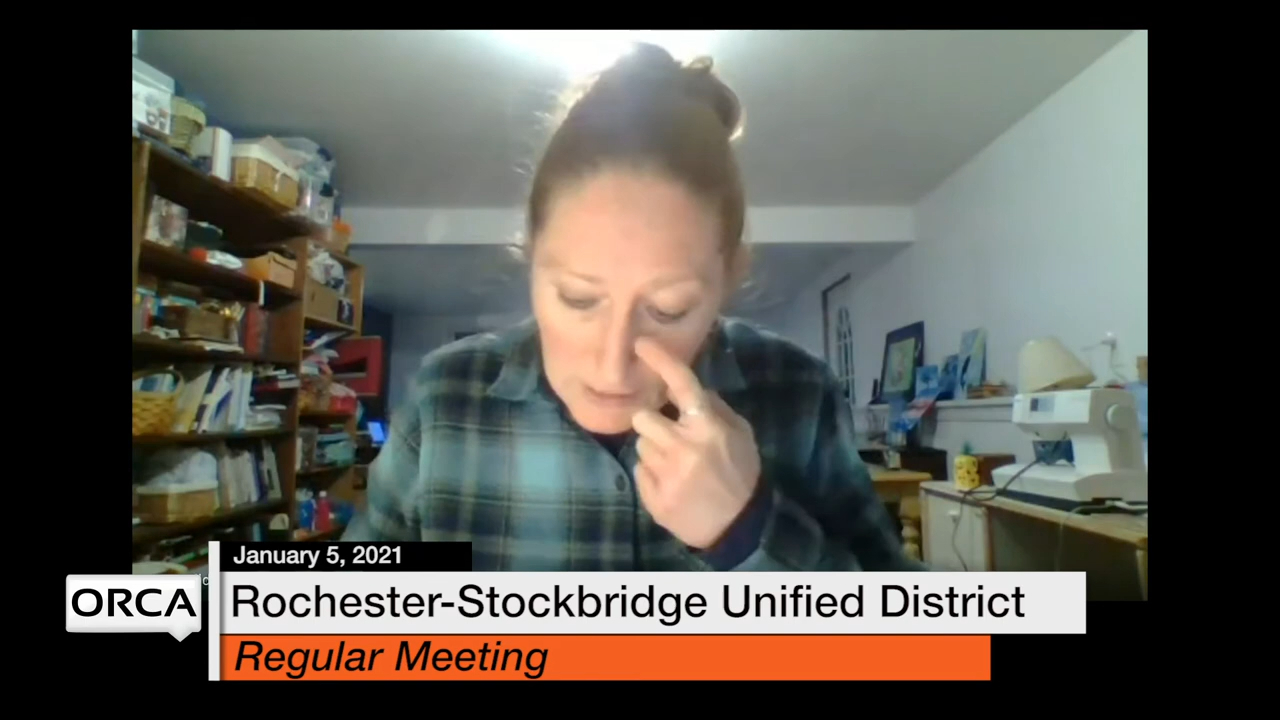 January 5, 2021
ORCA
Rochester-Stockbridge Unified District
Regular Meeting